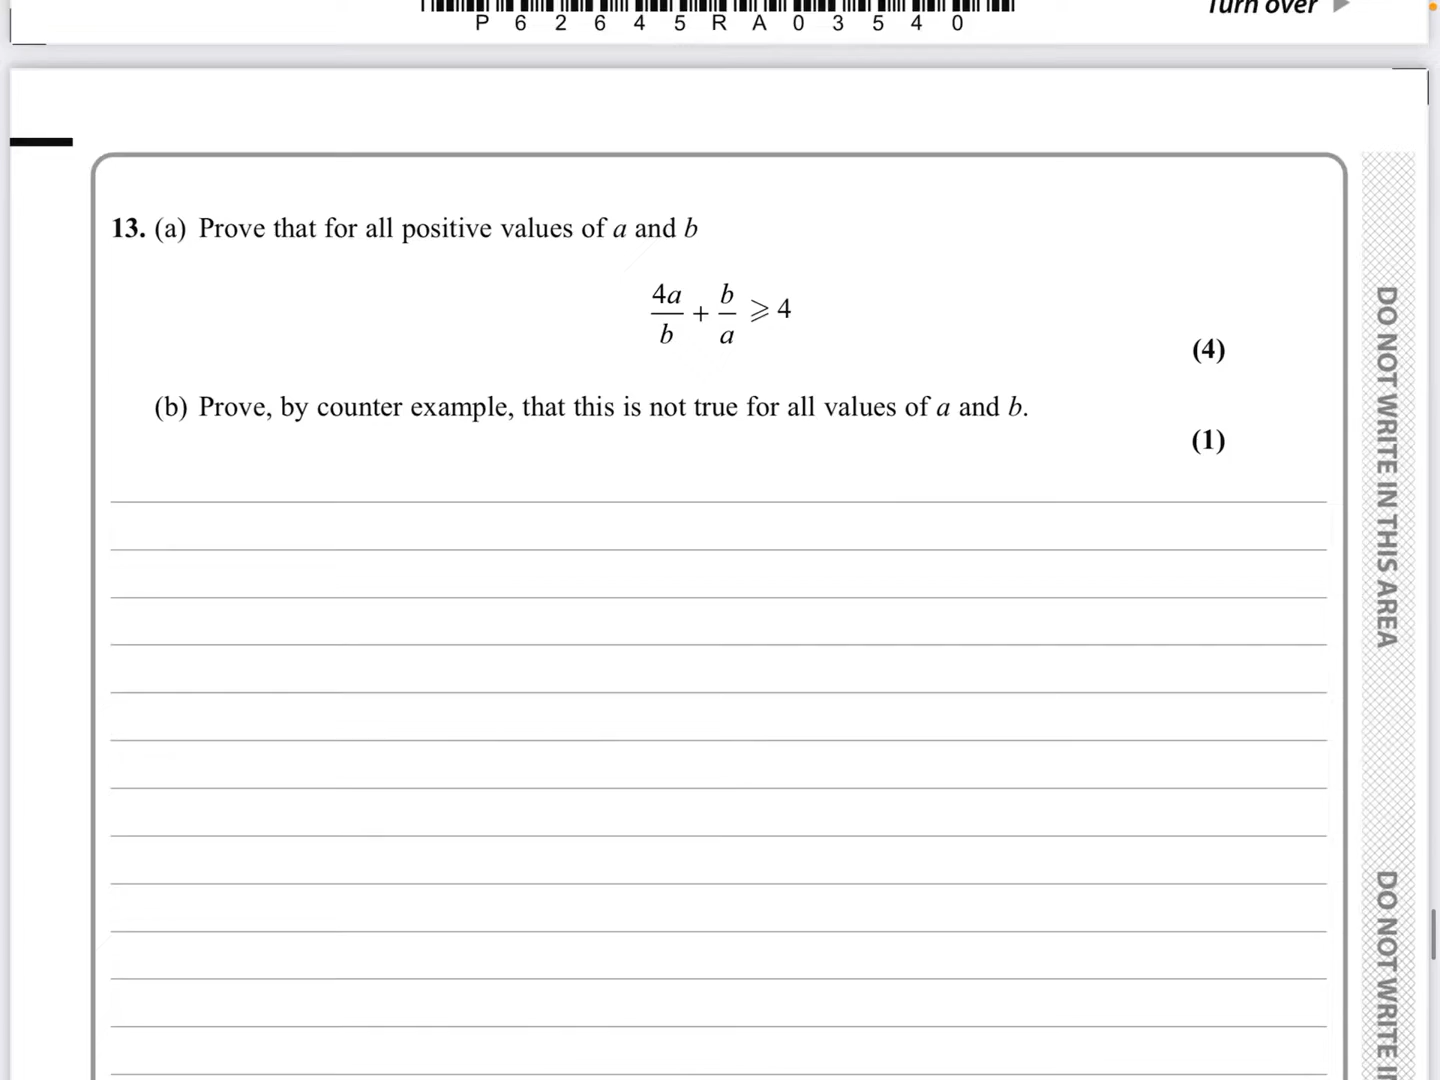 P 6 2 6 4 5 R A 0 3 5 4 0
Turn over
13. (a) Prove that for all positive values of a and b
4a/b + b/a ⩾ 4
(4)
(b) Prove, by counter example, that this is not true for all values of a and b.
(1)
DO NOT WRITE IN THIS AREA
DO NOT WRITE